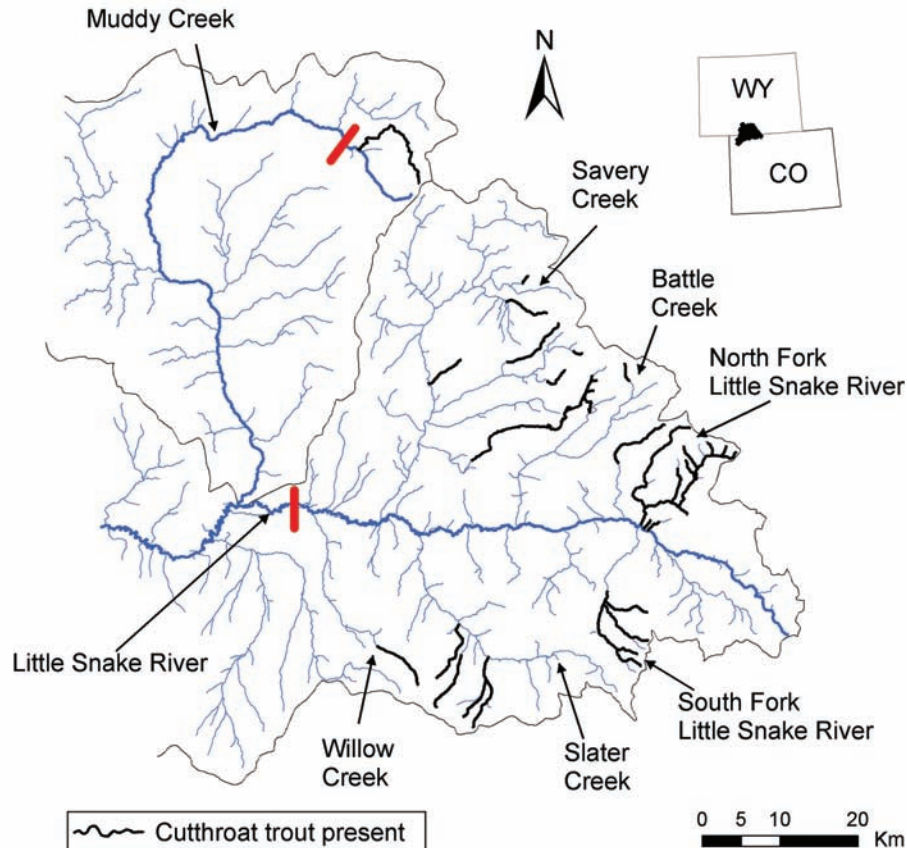 Muddy Creek
N
WY
CO
Savery
Creek
Battle
Creek
North Fork
Little Snake River
Little Snake River
Willow
Creek
Slater
Creek
South Fork
Little Snake River
Cutthroat trout present
0 5 10 20
Km